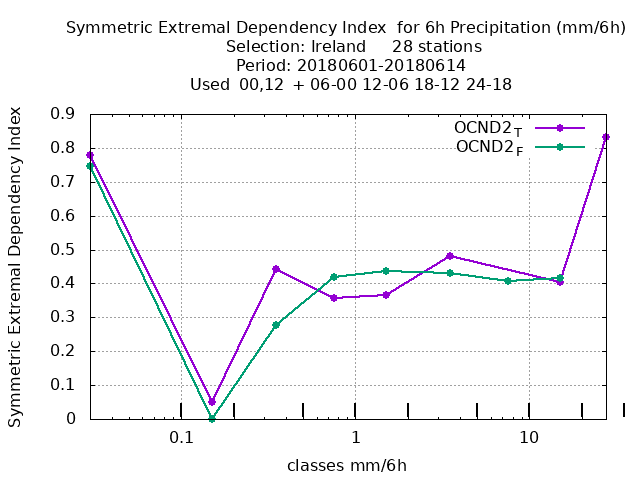 Symmetric Extremal Dependency Index  for 6h Precipitation (mm/6h)
Selection: Ireland     28 stations
Period: 20180601-20180614
Used  00,12  + 06-00 12-06 18-12 24-18
Symmetric Extremal Dependency Index
0.9
0.8
0.7
0.6
0.5
0.4
0.3
0.2
0.1
0
OCND2T
OCND2F
0.1
1
10
classes mm/6h